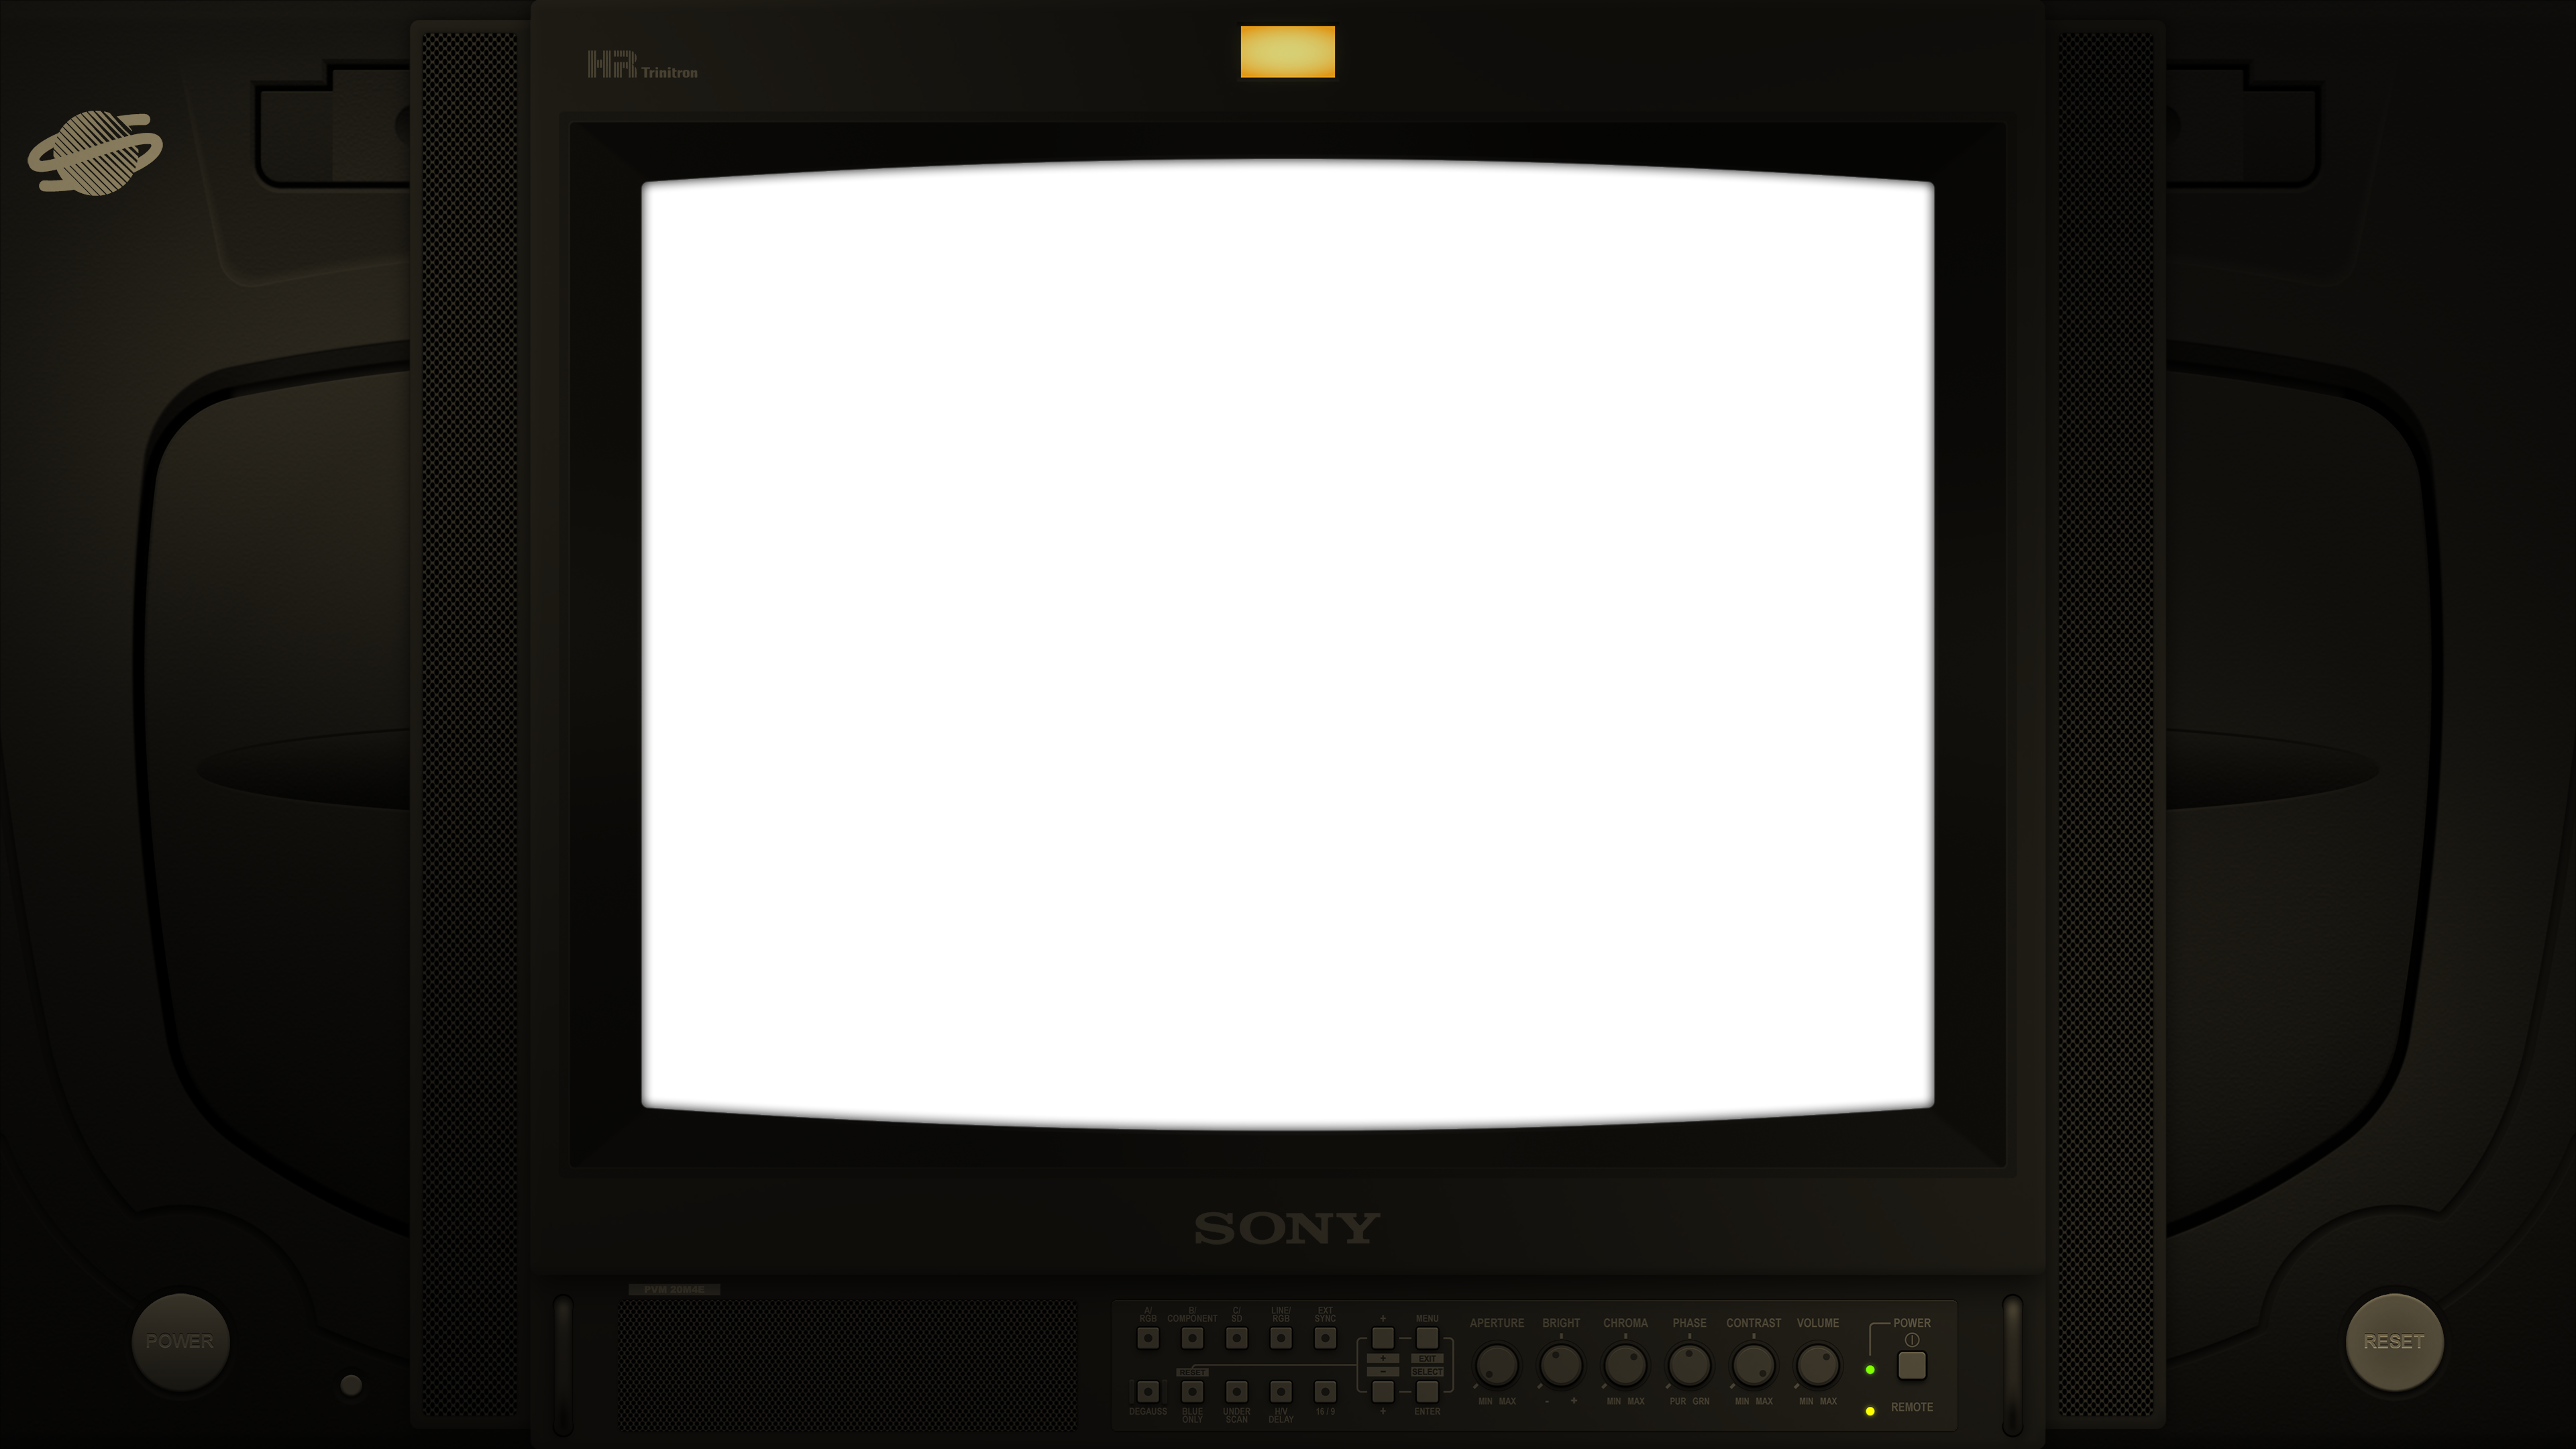 HR Trinitron
SONY
PVM 20M4E
A/
RGB
B/
COMPONENT
C/
SD
LINE/
RGB
EXT
SYNC
+
MENU
+
EXIT
RESET
−
SELECT
DEGAUSS
BLUE
ONLY
UNDER
SCAN
H/V
DELAY
16 / 9
+
ENTER
APERTURE
BRIGHT
CHROMA
PHASE
CONTRAST
VOLUME
MIN MAX
- +
MIN MAX
PUR GRN
MIN MAX
MIN MAX
POWER
REMOTE
POWER
RESET